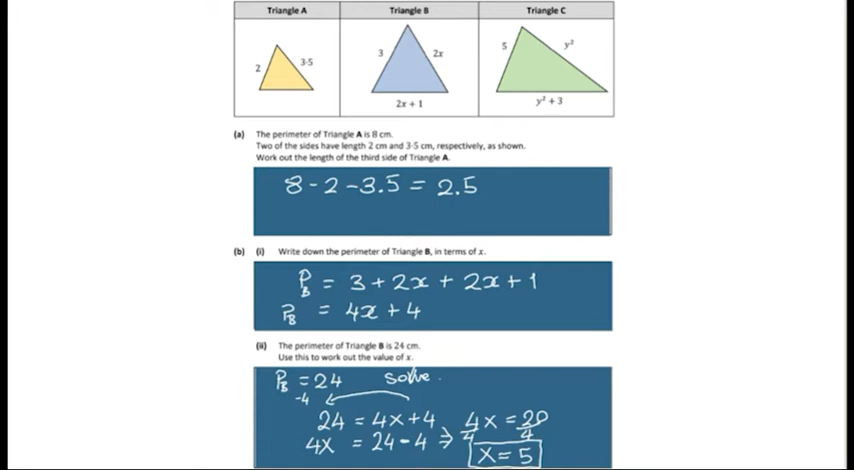 Triangle A Triangle B Triangle C
2 3·5 3 2x 5 y²
2x + 1 y² + 3
(a) The perimeter of Triangle A is 8 cm.
Two of the sides have length 2 cm and 3·5 cm, respectively, as shown.
Work out the length of the third side of Triangle A.
8 - 2 - 3.5 = 2.5
(b) (i) Write down the perimeter of Triangle B, in terms of x.
P_B = 3 + 2x + 2x + 1
P_B = 4x + 4
(ii) The perimeter of Triangle B is 24 cm.
Use this to work out the value of x.
P_B = 24 solve.
-4
24 = 4x + 4 4x/4 = 20/4
4x = 24 - 4 ⇒ x = 5